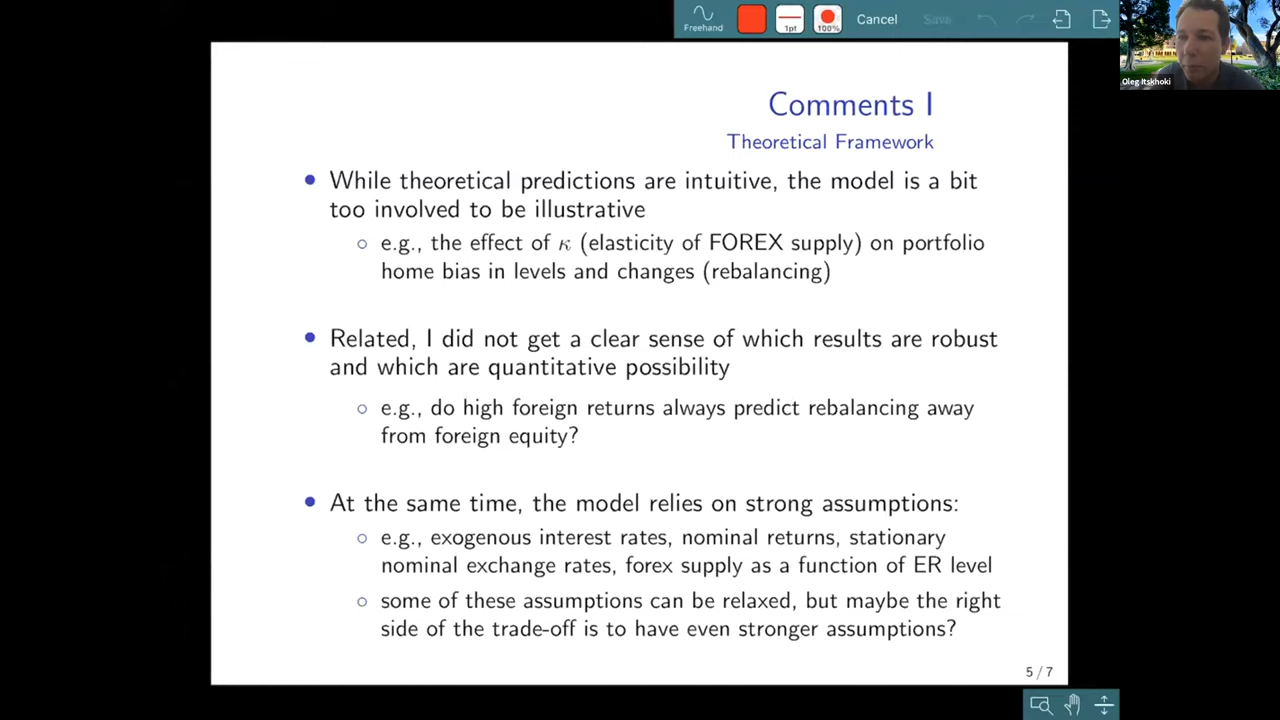 Freehand
1pt
100%
Cancel
Save
Oleg Itskhoki
Comments I
Theoretical Framework
• While theoretical predictions are intuitive, the model is a bit
too involved to be illustrative
○ e.g., the effect of κ (elasticity of FOREX supply) on portfolio
home bias in levels and changes (rebalancing)
• Related, I did not get a clear sense of which results are robust
and which are quantitative possibility
○ e.g., do high foreign returns always predict rebalancing away
from foreign equity?
• At the same time, the model relies on strong assumptions:
○ e.g., exogenous interest rates, nominal returns, stationary
nominal exchange rates, forex supply as a function of ER level
○ some of these assumptions can be relaxed, but maybe the right
side of the trade-off is to have even stronger assumptions?
5 / 7